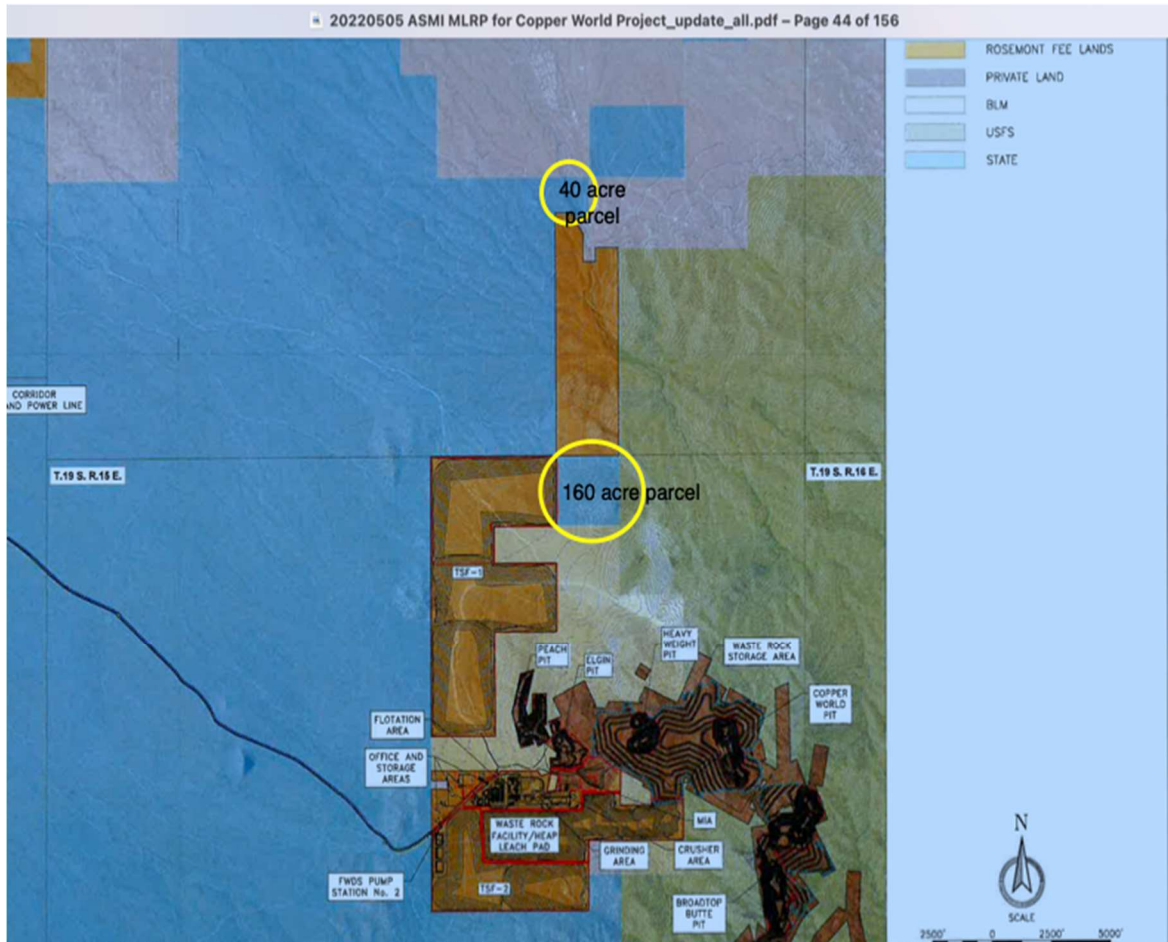 20220505 ASMI MLRP for Copper World Project_update_all.pdf – Page 44 of 156
ROSEMONT FEE LANDS
PRIVATE LAND
BLM
USFS
STATE
40 acre
parcel
CORRIDOR
AND POWER LINE
T.19 S. R.15 E.
T.19 S. R.16 E.
160 acre parcel
TSF-1
PEACH
PIT
ELGIN
PIT
HEAVY
WEIGHT
PIT
WASTE ROCK
STORAGE AREA
COPPER
WORLD
PIT
FLOTATION
AREA
OFFICE AND
STORAGE
AREAS
WASTE ROCK
FACILITY/HEAP
LEACH PAD
MIA
GRINDING
AREA
CRUSHER
AREA
FWDS PUMP
STATION No. 2
TSF-2
BROADTOP
BUTTE
PIT
N
SCALE
2500' 0 2500' 5000'